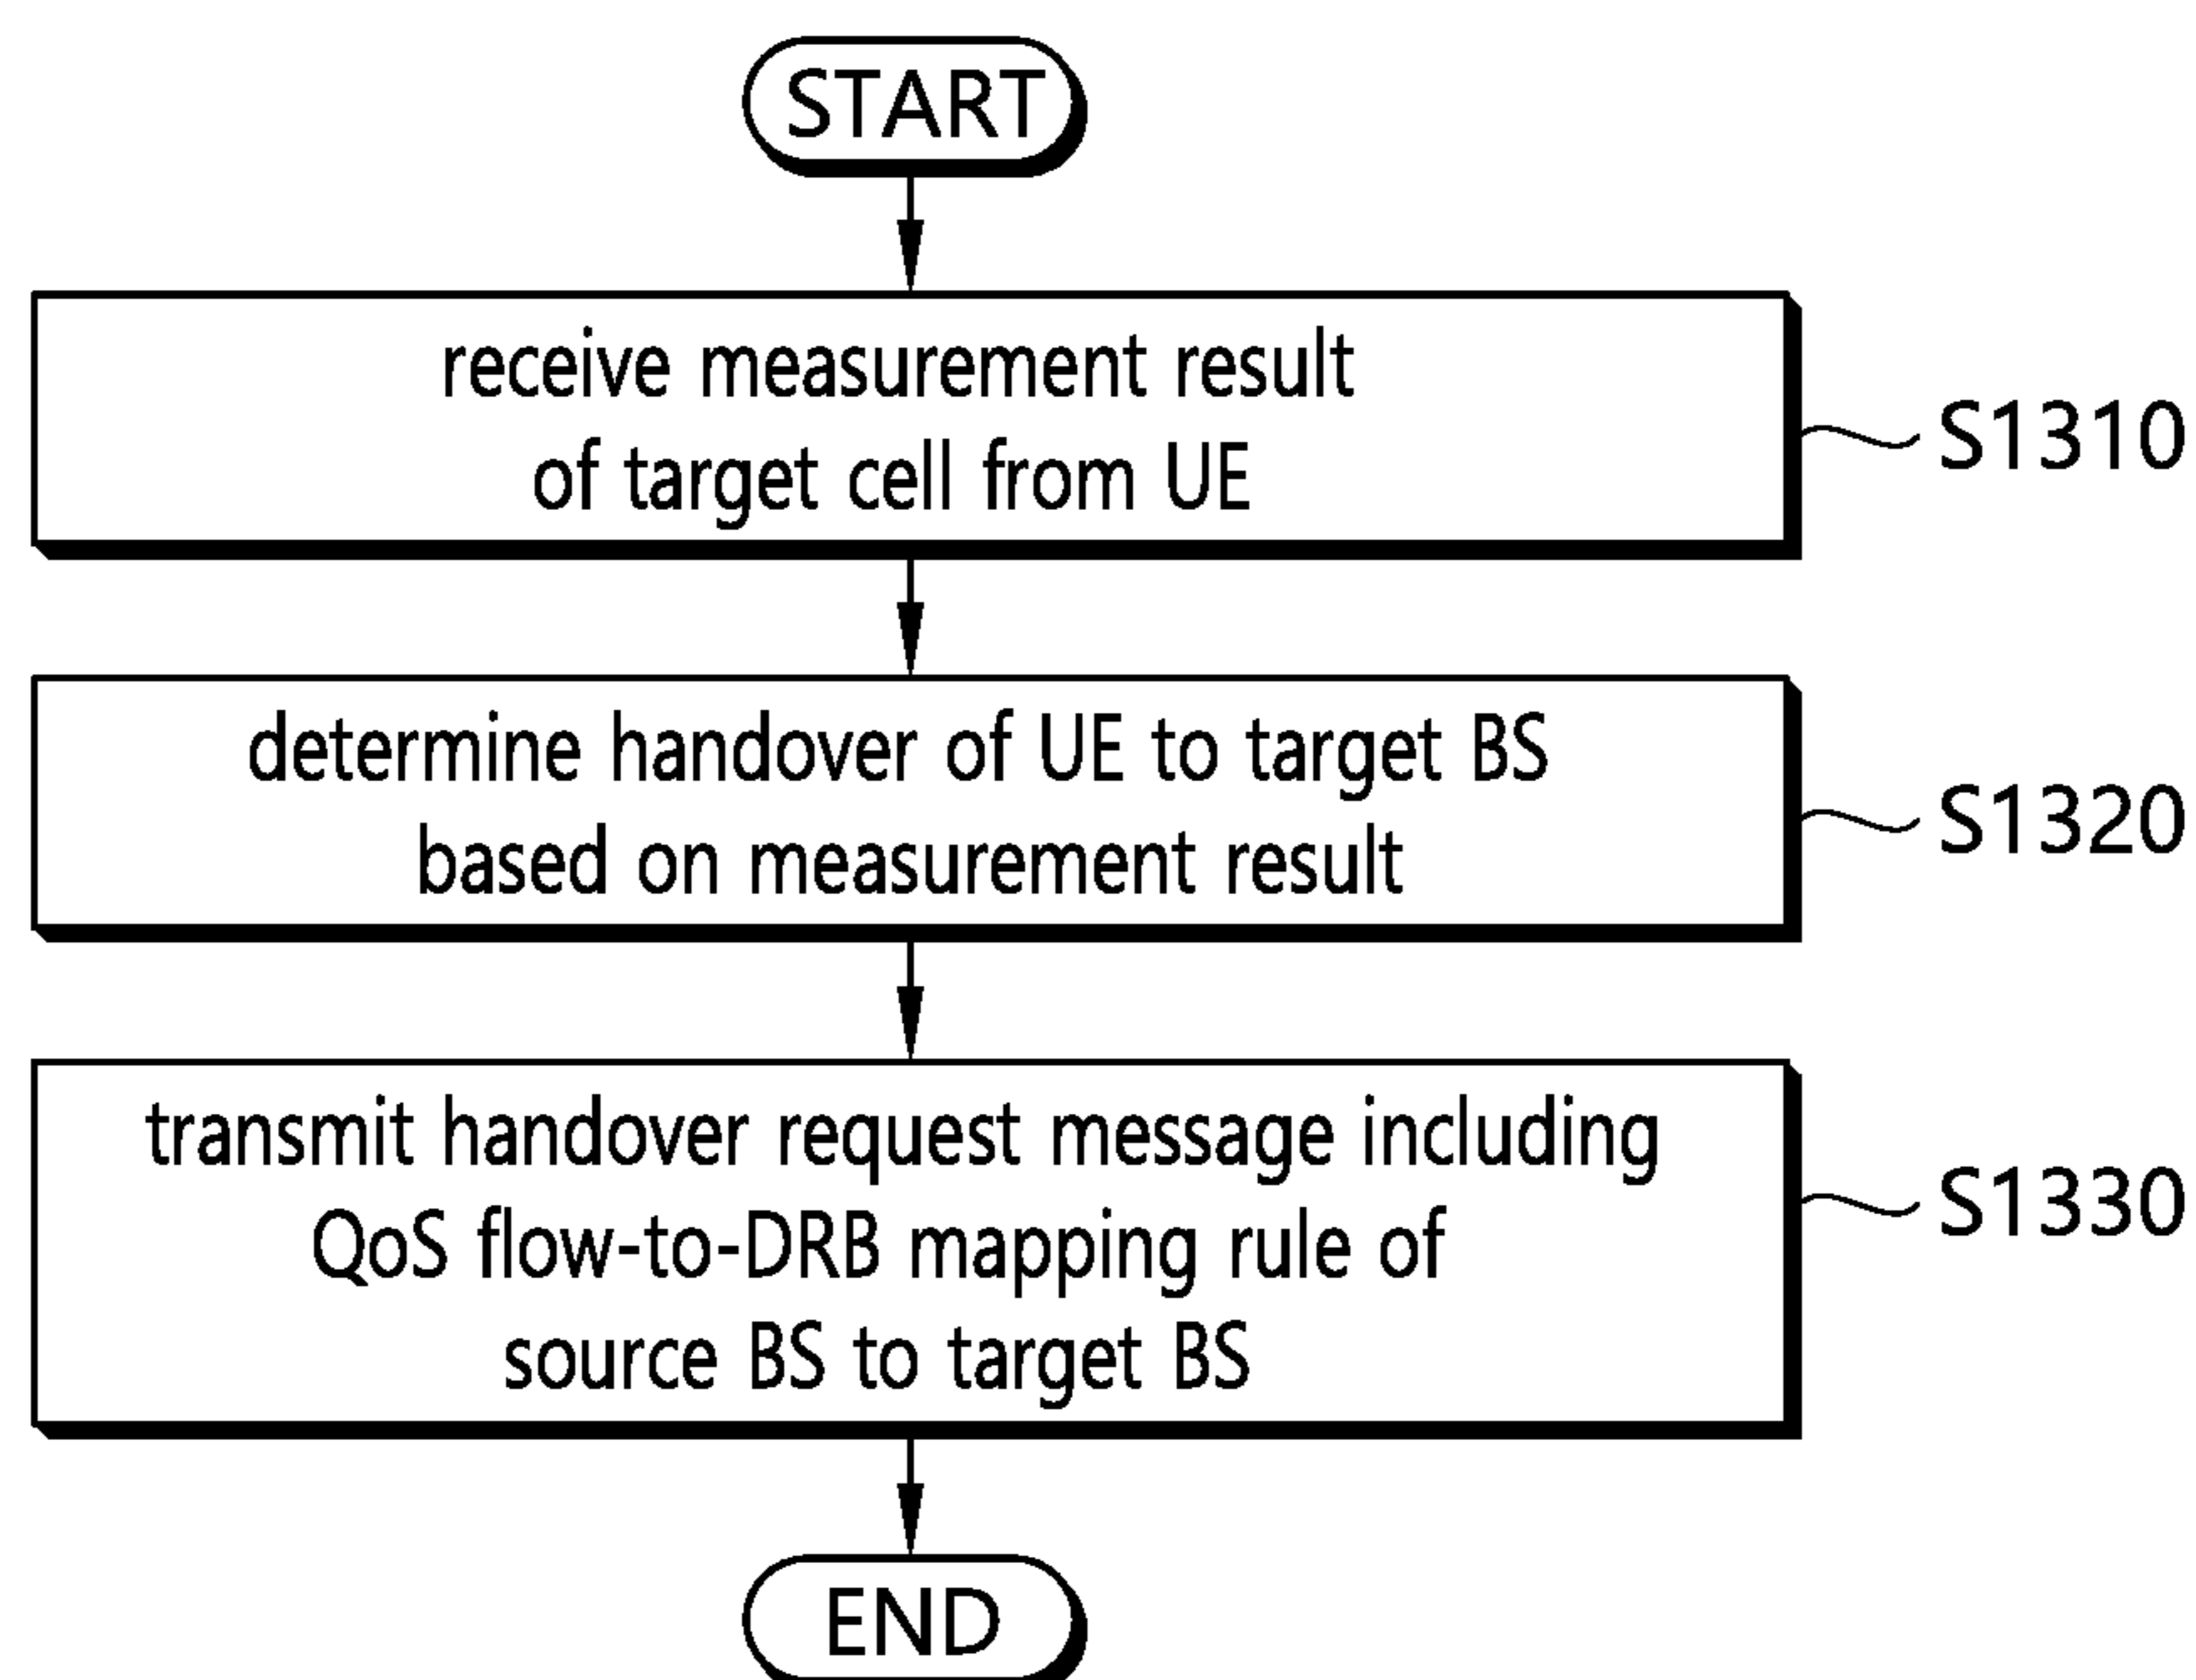 START
receive measurement result
of target cell from UE
S1310
determine handover of UE to target BS
based on measurement result
S1320
transmit handover request message including
QoS flow-to-DRB mapping rule of
source BS to target BS
S1330
END